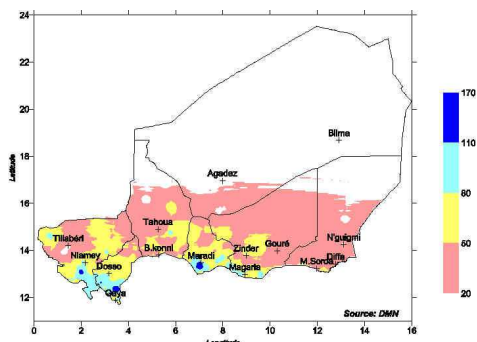 24
22
20
18
16
14
12
Latitude
0 2 4 6 8 10 12 14 16
Longitude
Bilma
Agadez
Tahoua
Tillabéri
N'guigmi
B.konni
Zinder
Gouré
Niamey
Maradi
Diffa
Dosso
Magaria
M.Soroa
Gaya
Source: DMN
170
110
80
60
20